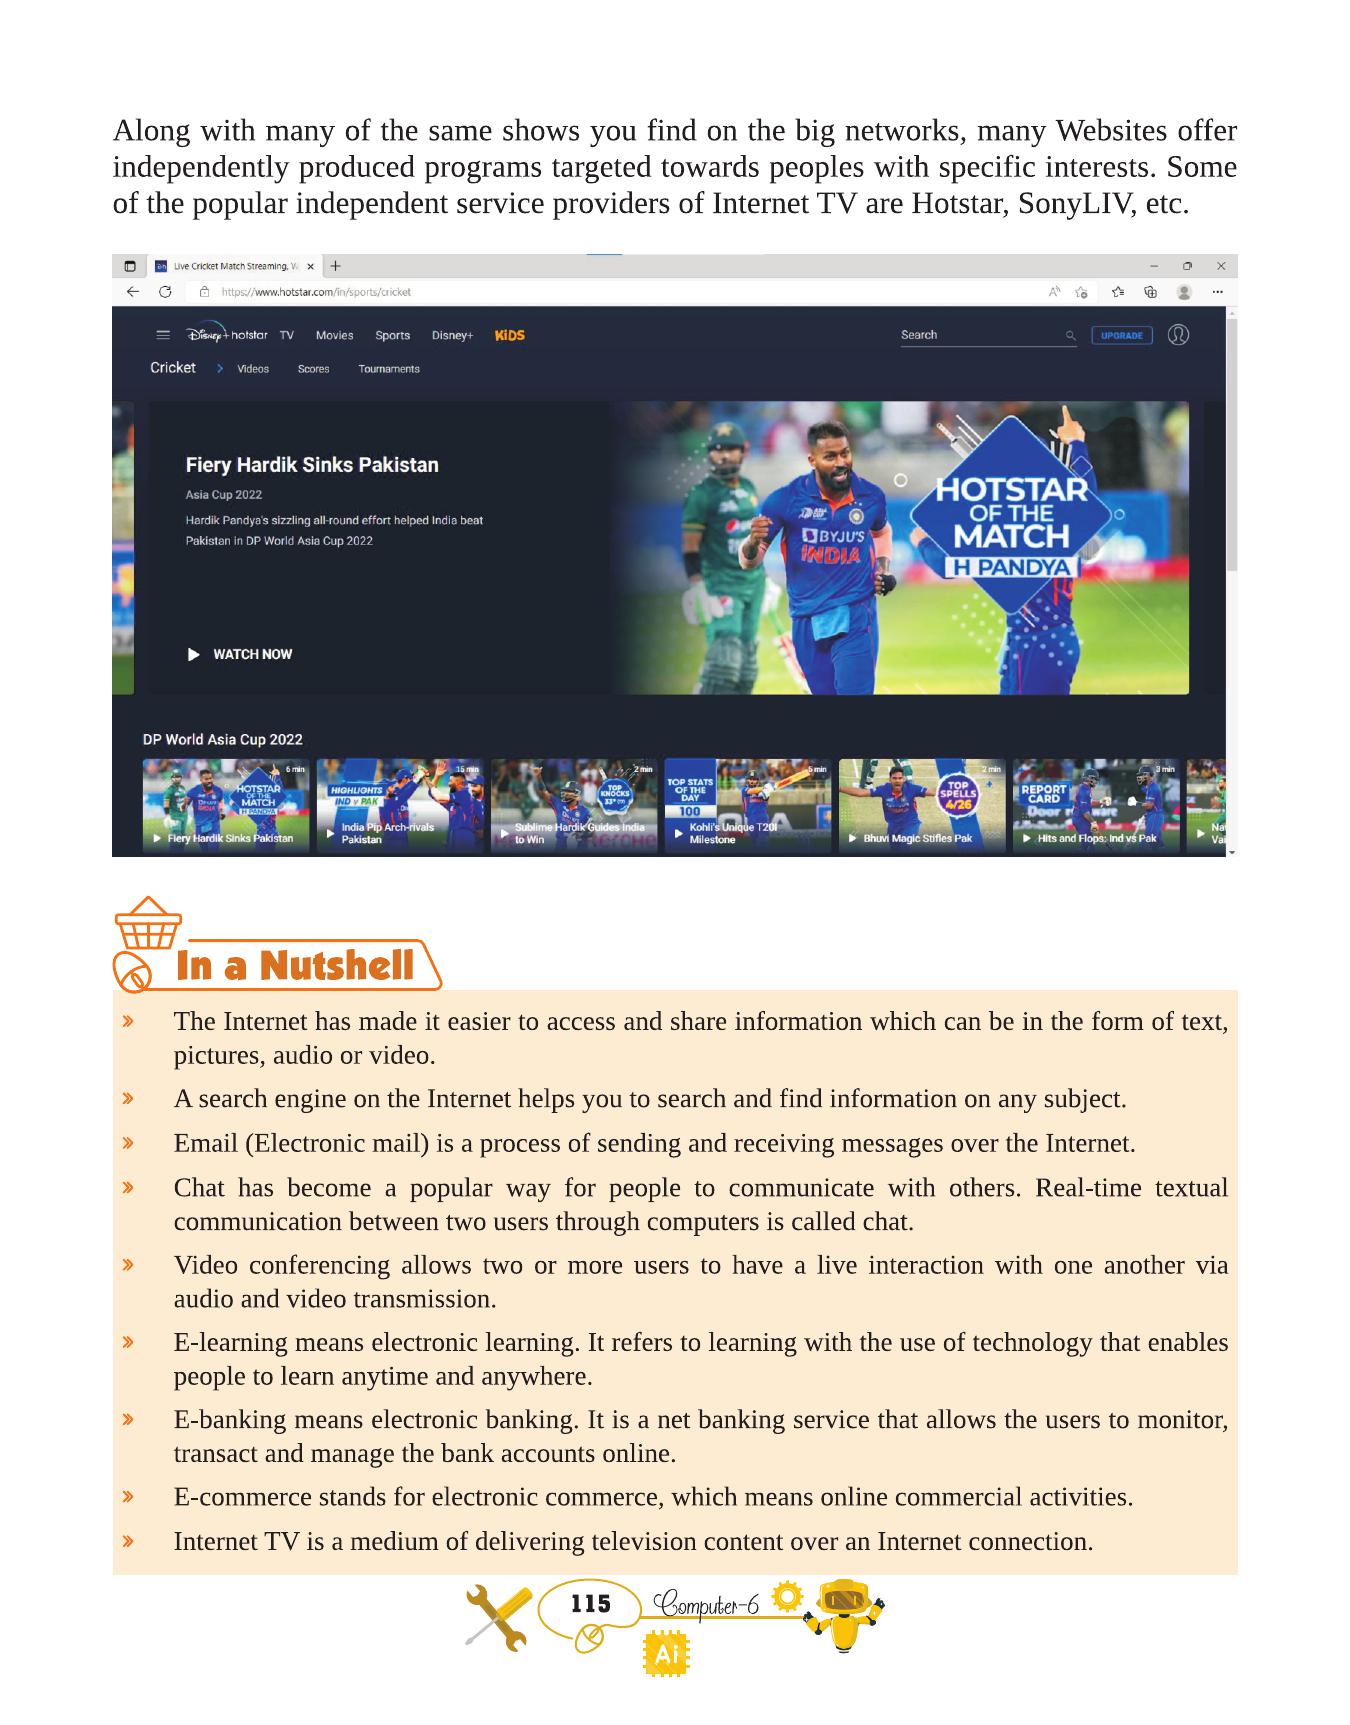 Along with many of the same shows you find on the big networks, many Websites offer
independently produced programs targeted towards peoples with specific interests. Some
of the popular independent service providers of Internet TV are Hotstar, SonyLIV, etc.
Live Cricket Match Streaming, W
https://www.hotstar.com/in/sports/cricket
Disney+ hotstar TV Movies Sports Disney+ KiDS Search UPGRADE
Cricket Videos Scores Tournaments
Fiery Hardik Sinks Pakistan
Asia Cup 2022
Hardik Pandya's sizzling all-round effort helped India beat
Pakistan in DP World Asia Cup 2022
WATCH NOW
BYJU'S
INDIA
HOTSTAR
OF THE
MATCH
H PANDYA
DP World Asia Cup 2022
6 min
HOTSTAR
OF THE
MATCH
H PANDYA
Fiery Hardik Sinks Pakistan
15 min
HIGHLIGHTS
IND v PAK
India Pip Arch-rivals
Pakistan
2 min
TOP
KNOCKS
33*
Sublime Hardik Guides India
to Win
5 min
TOP STATS
OF THE
DAY
100
Kohli's Unique T20I
Milestone
2 min
TOP
SPELLS
4/26
Bhuvi Magic Stifles Pak
3 min
REPORT
CARD
Hits and Flops: Ind vs Pak
In a Nutshell
» The Internet has made it easier to access and share information which can be in the form of text,
pictures, audio or video.
» A search engine on the Internet helps you to search and find information on any subject.
» Email (Electronic mail) is a process of sending and receiving messages over the Internet.
» Chat has become a popular way for people to communicate with others. Real-time textual
communication between two users through computers is called chat.
» Video conferencing allows two or more users to have a live interaction with one another via
audio and video transmission.
» E-learning means electronic learning. It refers to learning with the use of technology that enables
people to learn anytime and anywhere.
» E-banking means electronic banking. It is a net banking service that allows the users to monitor,
transact and manage the bank accounts online.
» E-commerce stands for electronic commerce, which means online commercial activities.
» Internet TV is a medium of delivering television content over an Internet connection.
115 Computer-6
Ai